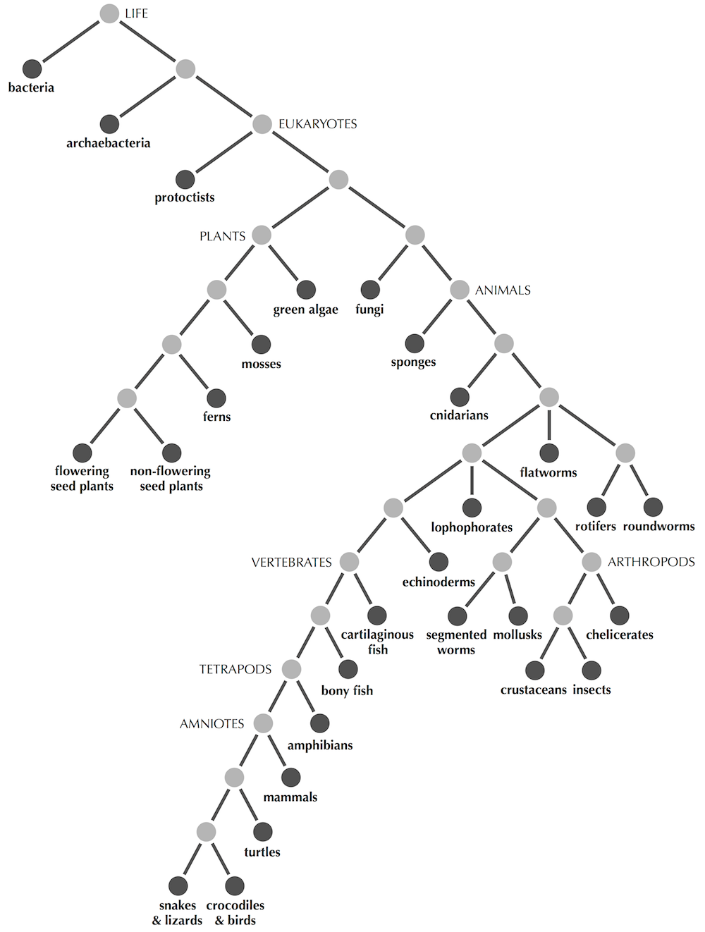 LIFE
bacteria
archaebacteria
EUKARYOTES
protoctists
PLANTS
green algae
fungi
ANIMALS
mosses
sponges
ferns
cnidarians
flowering
seed plants
non-flowering
seed plants
flatworms
lophophorates
rotifers
roundworms
VERTEBRATES
echinoderms
ARTHROPODS
cartilaginous
fish
segmented
worms
mollusks
chelicerates
TETRAPODS
bony fish
crustaceans
insects
AMNIOTES
amphibians
mammals
turtles
snakes
& lizards
crocodiles
& birds